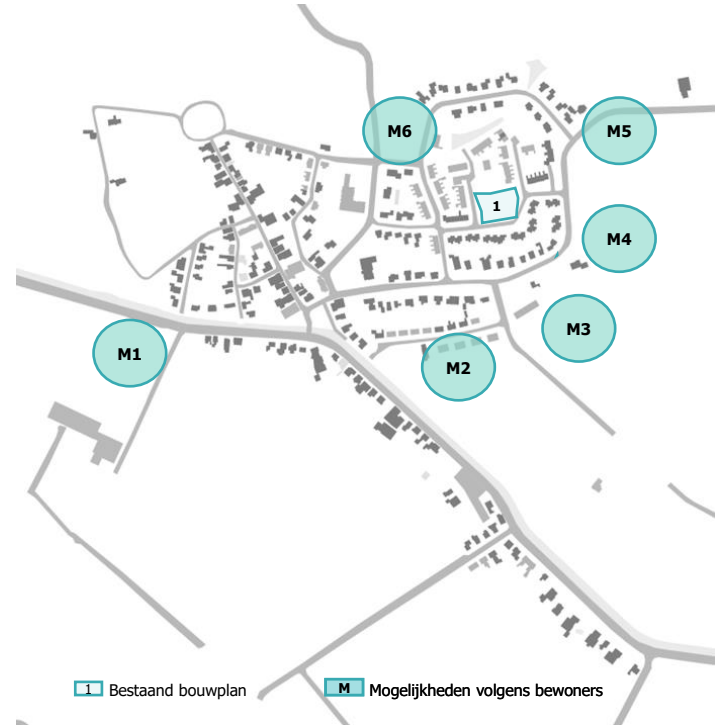 M6
M5
1
M4
M3
M1
M2
1 Bestaand bouwplan
M Mogelijkheden volgens bewoners